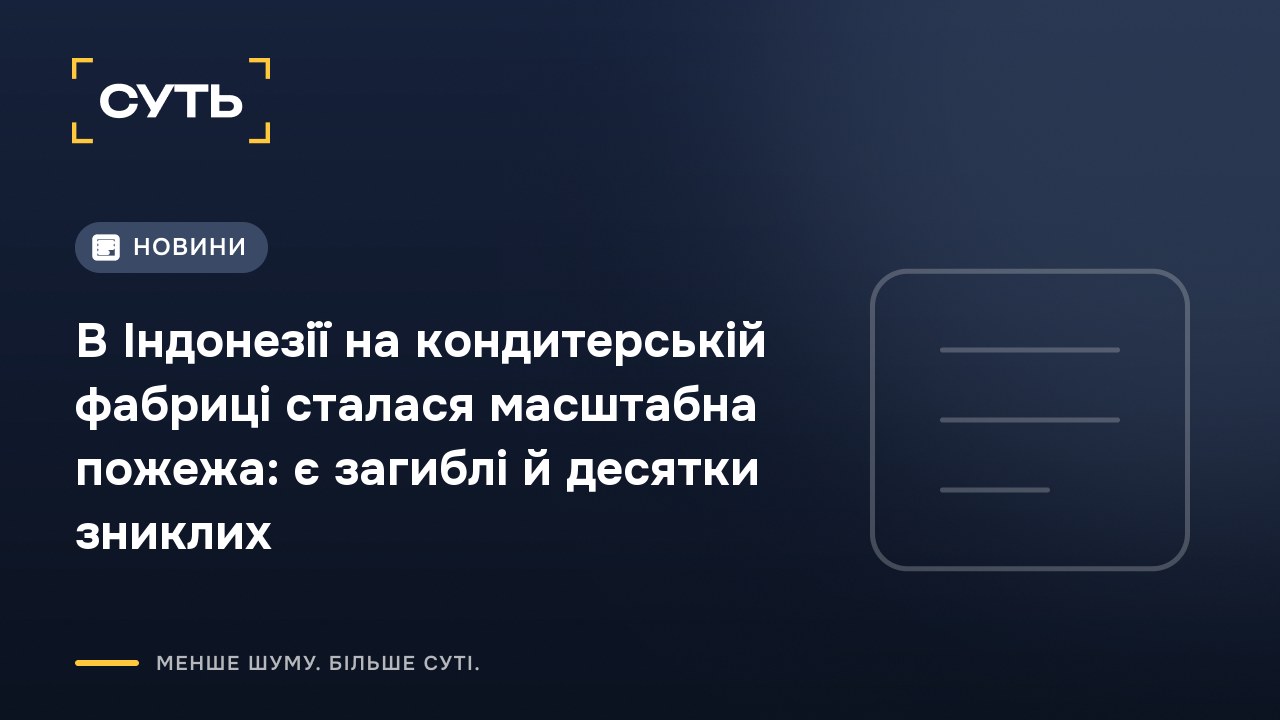 СУТЬ
НОВИНИ
В Індонезії на кондитерській
фабриці сталася масштабна
пожежа: є загиблі й десятки
зниклих
МЕНШЕ ШУМУ. БІЛЬШЕ СУТІ.